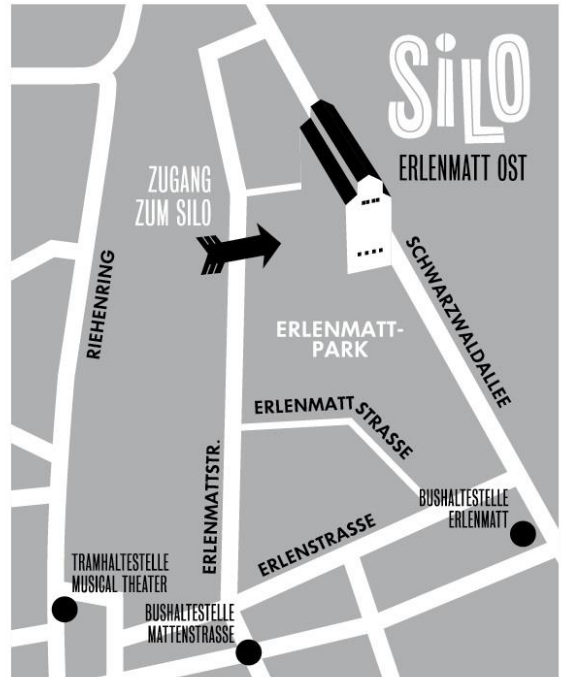 SiLO
ERLENMATT OST
ZUGANG
ZUM SILO
SCHWARZWALDALLEE
RIEHENRING
ERLENMATT-
PARK
ERLENMATT STRASSE
ERLENMATTSTR.
BUSHALTESTELLE
ERLENMATT
ERLENSTRASSE
TRAMHALTESTELLE
MUSICAL THEATER
BUSHALTESTELLE
MATTENSTRASSE